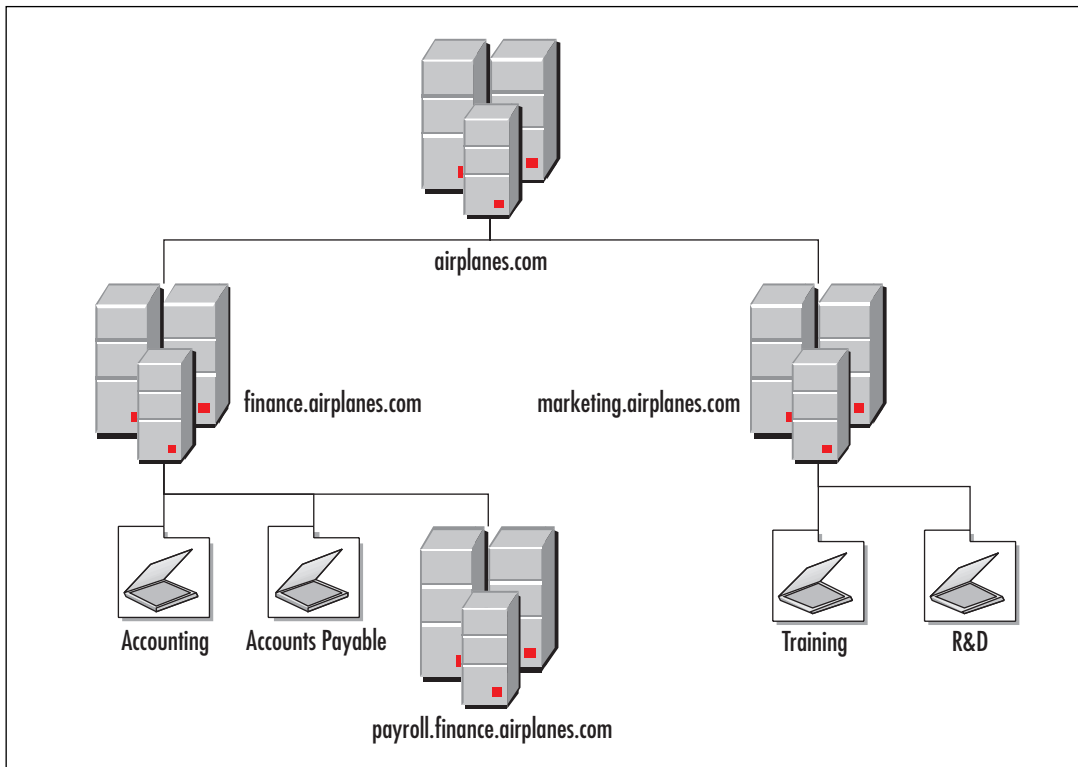 airplanes.com
finance.airplanes.com
marketing.airplanes.com
Accounting
Accounts Payable
Training
R&D
payroll.finance.airplanes.com